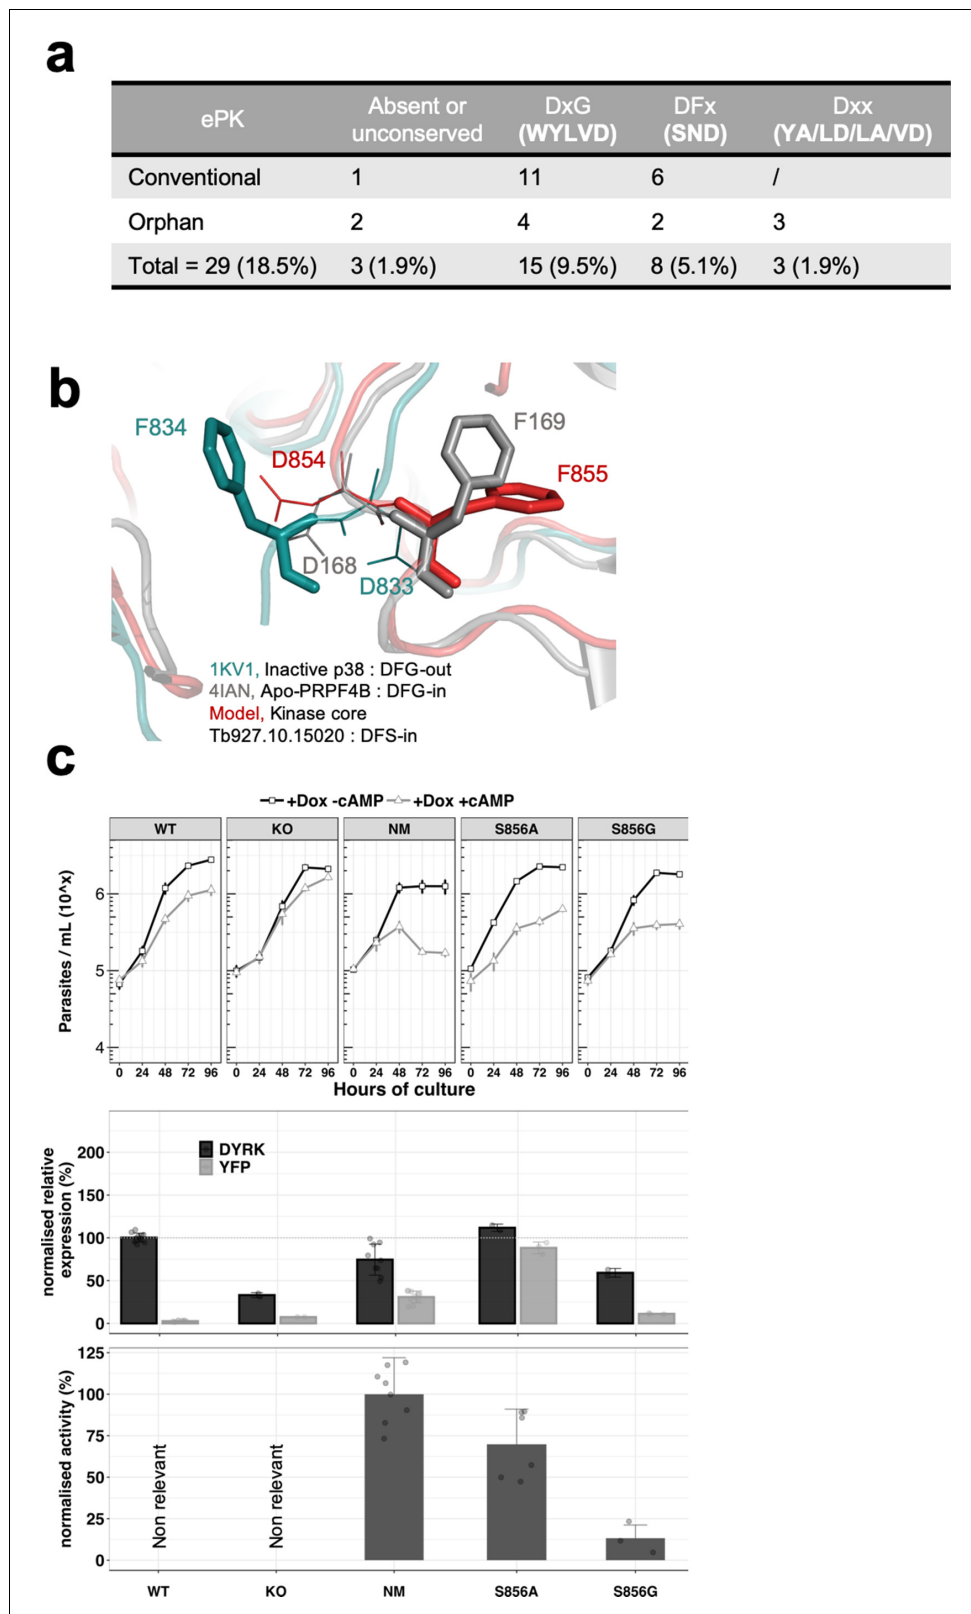 a
ePK
Absent or
unconserved
DxG
(WYLVD)
DFx
(SND)
Dxx
(YA/LD/LA/VD)
Conventional 1 11 6 /
Orphan 2 4 2 3
Total = 29 (18.5%) 3 (1.9%) 15 (9.5%) 8 (5.1%) 3 (1.9%)
b
F834
F169
D854
F855
D168
D833
1KV1, Inactive p38 : DFG-out
4IAN, Apo-PRPF4B : DFG-in
Model, Kinase core
Tb927.10.15020 : DFS-in
c
+Dox -cAMP +Dox +cAMP
WT KO NM S856A S856G
Parasites / mL (10^x)
6
5
4
0 24 48 72 96 0 24 48 72 96 0 24 48 72 96 0 24 48 72 96 0 24 48 72 96
Hours of culture
normalised relative
expression (%)
DYRK
YFP
200
150
100
50
0
normalised activity (%)
125
100
75
50
25
0
Non relevant
Non relevant
WT KO NM S856A S856G